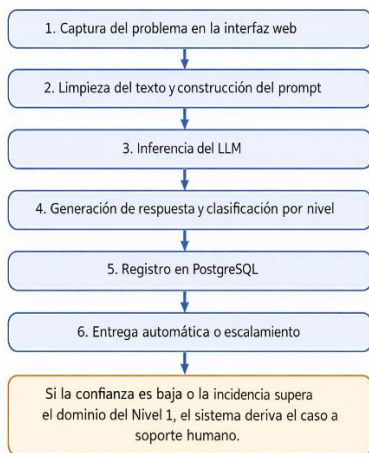 1. Captura del problema en la interfaz web
2. Limpieza del texto y construcción del prompt
3. Inferencia del LLM
4. Generación de respuesta y clasificación por nivel
5. Registro en PostgreSQL
6. Entrega automática o escalamiento
Si la confianza es baja o la incidencia supera
el dominio del Nivel 1, el sistema deriva el caso a
soporte humano.